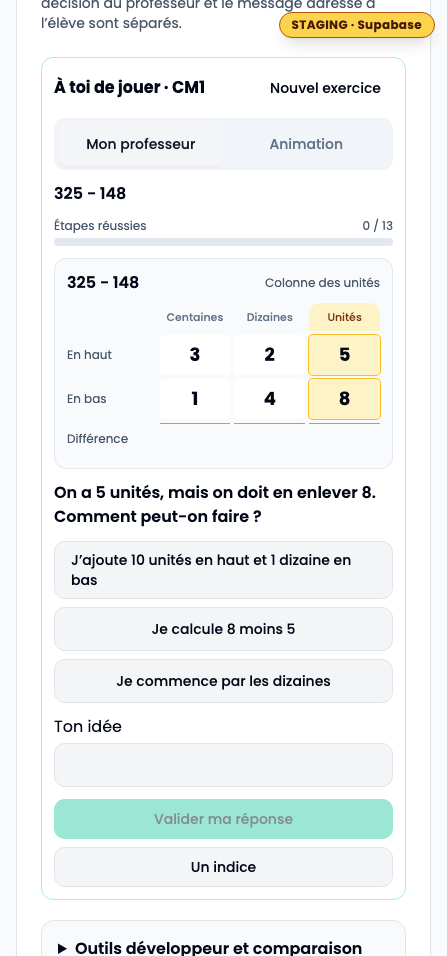 décision du professeur et le message adressé à
l’élève sont séparés.
STAGING · Supabase
À toi de jouer · CM1
Nouvel exercice
Mon professeur
Animation
325 − 148
Étapes réussies
0 / 13
325 − 148
Colonne des unités
Centaines Dizaines Unités
En haut 3 2 5
En bas 1 4 8
Différence
On a 5 unités, mais on doit en enlever 8.
Comment peut-on faire ?
J’ajoute 10 unités en haut et 1 dizaine en
bas
Je calcule 8 moins 5
Je commence par les dizaines
Ton idée
Valider ma réponse
Un indice
Outils développeur et comparaison